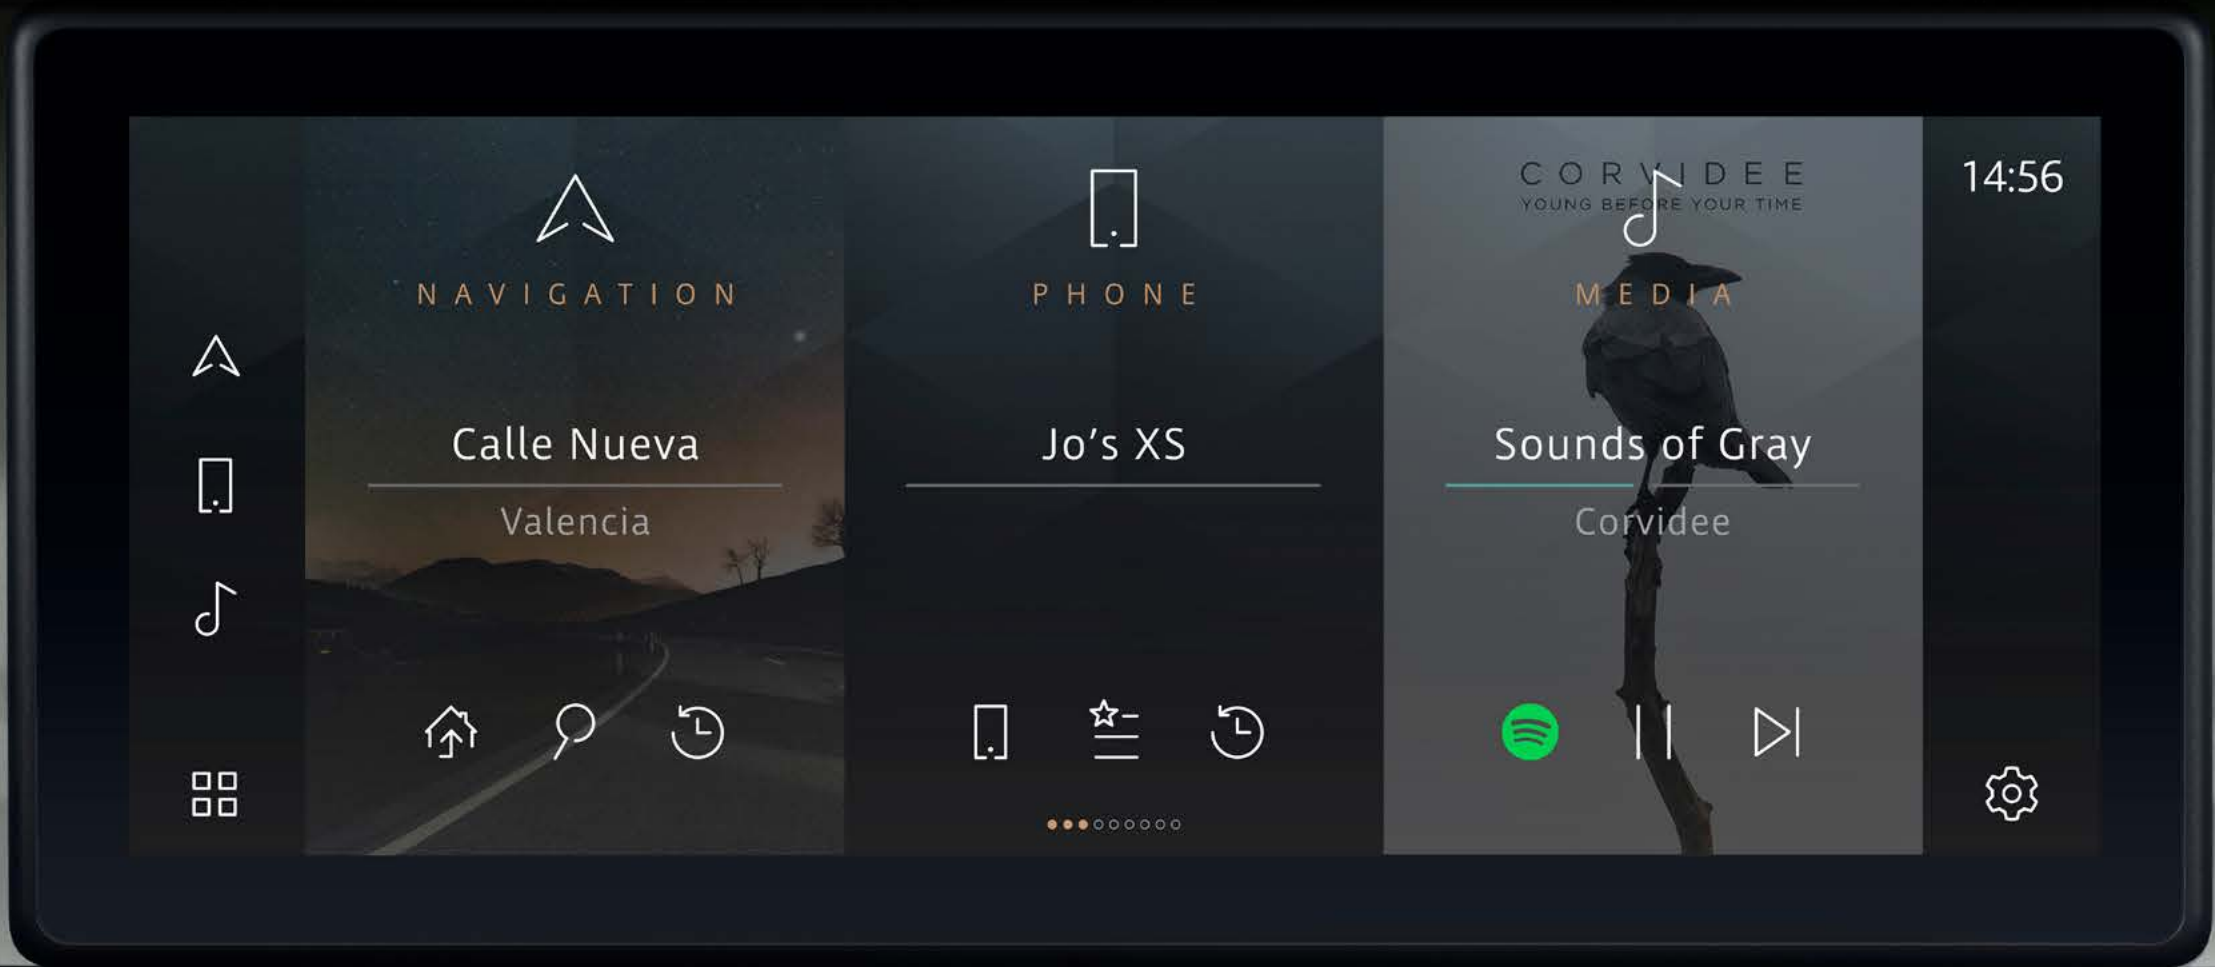 14:56
CORVIDEE
YOUNG BEFORE YOUR TIME
NAVIGATION
PHONE
MEDIA
Calle Nueva
Jo's XS
Sounds of Gray
Valencia
Corvidee